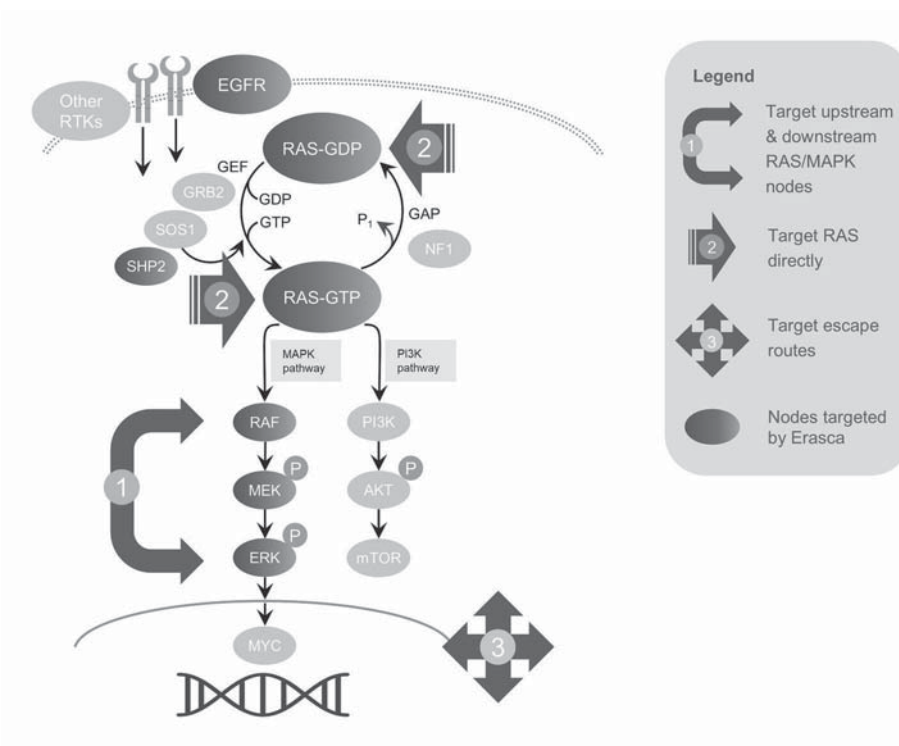 Other
RTKs
EGFR
RAS-GDP
2
GEF
GRB2
GDP
GTP
P1
GAP
SOS1
NF1
SHP2
2
RAS-GTP
MAPK
pathway
PI3K
pathway
RAF
PI3K
1
MEK
P
AKT
P
ERK
P
mTOR
MYC
3
Legend
1
Target upstream
& downstream
RAS/MAPK
nodes
2
Target RAS
directly
3
Target escape
routes
Nodes targeted
by Erasca